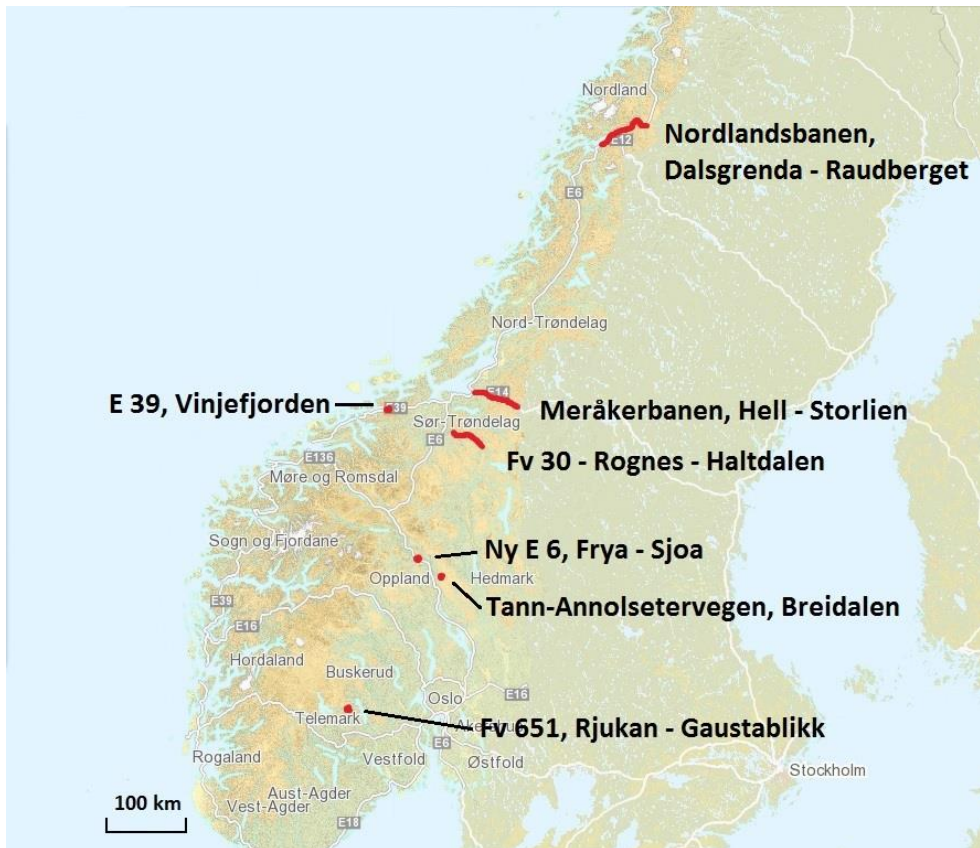 Nordland
Nordlandsbanen,
E12
Dalsgrenda - Raudberget
E6
Nord-Trøndelag
E14
E 39, Vinjefjorden
E39
Meråkerbanen, Hell - Storlien
Sør-Trøndelag
E6
Fv 30 - Rognes - Haltdalen
E136
Møre og Romsdal
Sogn og Fjordane
Ny E 6, Frya - Sjoa
Oppland
Hedmark
Tann-Annolsetervegen, Breidalen
E39
E16
Hordaland
Buskerud
Oslo
E16
Telemark
Fv 651, Rjukan - Gaustablikk
E6
Rogaland
Vestfold
Østfold
Stockholm
Aust-Agder
100 km
Vest-Agder
E18